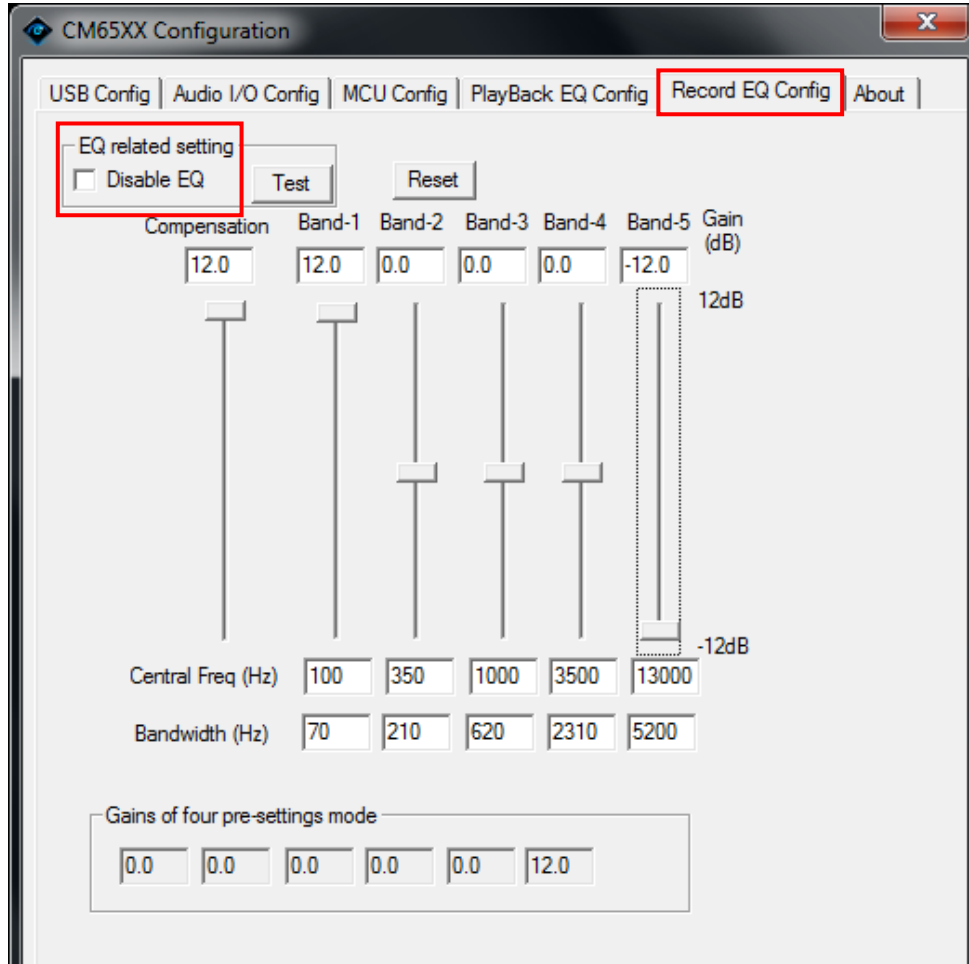 CM65XX Configuration
USB Config Audio I/O Config MCU Config PlayBack EQ Config Record EQ Config About
EQ related setting
Disable EQ Test Reset
Compensation Band-1 Band-2 Band-3 Band-4 Band-5 Gain (dB)
12.0 12.0 0.0 0.0 0.0 -12.0
12dB
-12dB
Central Freq (Hz) 100 350 1000 3500 13000
Bandwidth (Hz) 70 210 620 2310 5200
Gains of four pre-settings mode
0.0 0.0 0.0 0.0 0.0 12.0